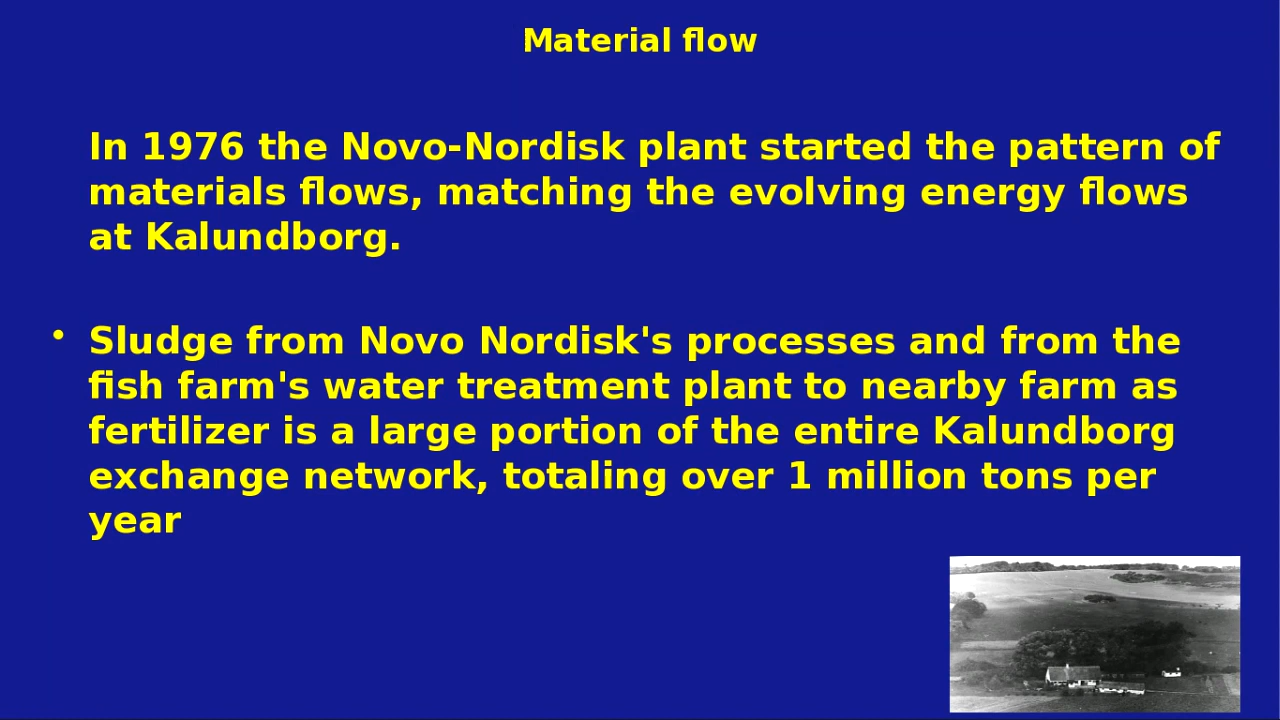 Material flow
In 1976 the Novo-Nordisk plant started the pattern of
materials flows, matching the evolving energy flows
at Kalundborg.
• Sludge from Novo Nordisk's processes and from the
fish farm's water treatment plant to nearby farm as
fertilizer is a large portion of the entire Kalundborg
exchange network, totaling over 1 million tons per
year